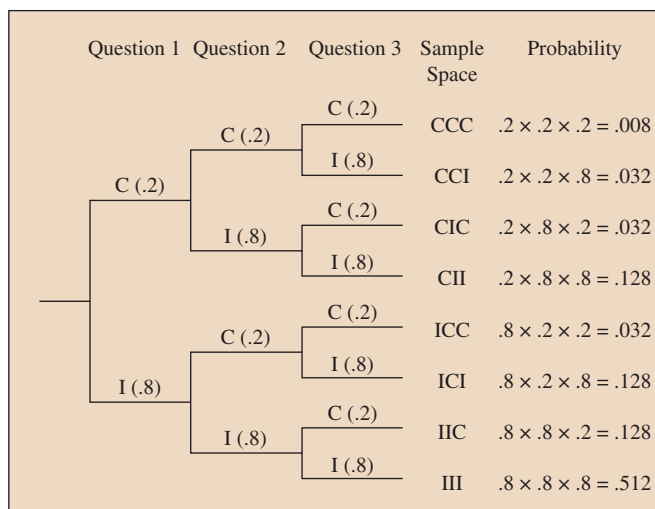 Question 1 Question 2 Question 3 Sample Space Probability
C (.2)
C (.2) CCC .2 × .2 × .2 = .008
I (.8)
C (.2) CCI .2 × .2 × .8 = .032
C (.2)
I (.8) CIC .2 × .8 × .2 = .032
I (.8)
CII .2 × .8 × .8 = .128
C (.2)
C (.2) ICC .8 × .2 × .2 = .032
I (.8)
I (.8) ICI .8 × .2 × .8 = .128
C (.2)
I (.8) IIC .8 × .8 × .2 = .128
I (.8)
III .8 × .8 × .8 = .512